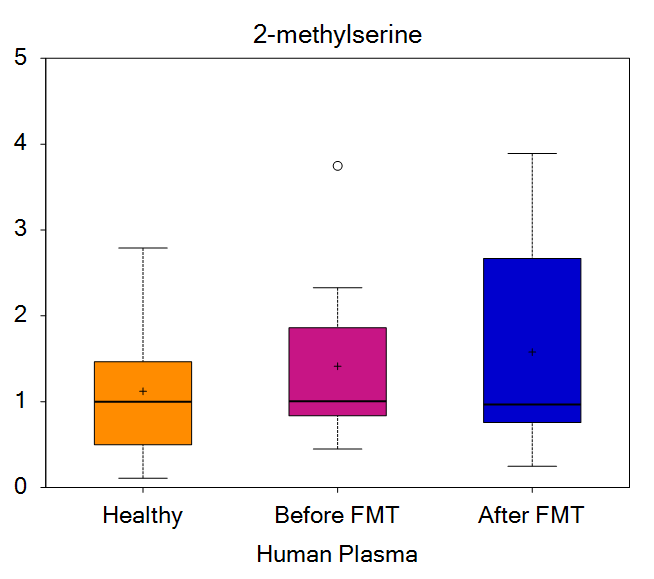 2-methylserine
5
4
3
2
1
0
Healthy
Before FMT
After FMT
Human Plasma